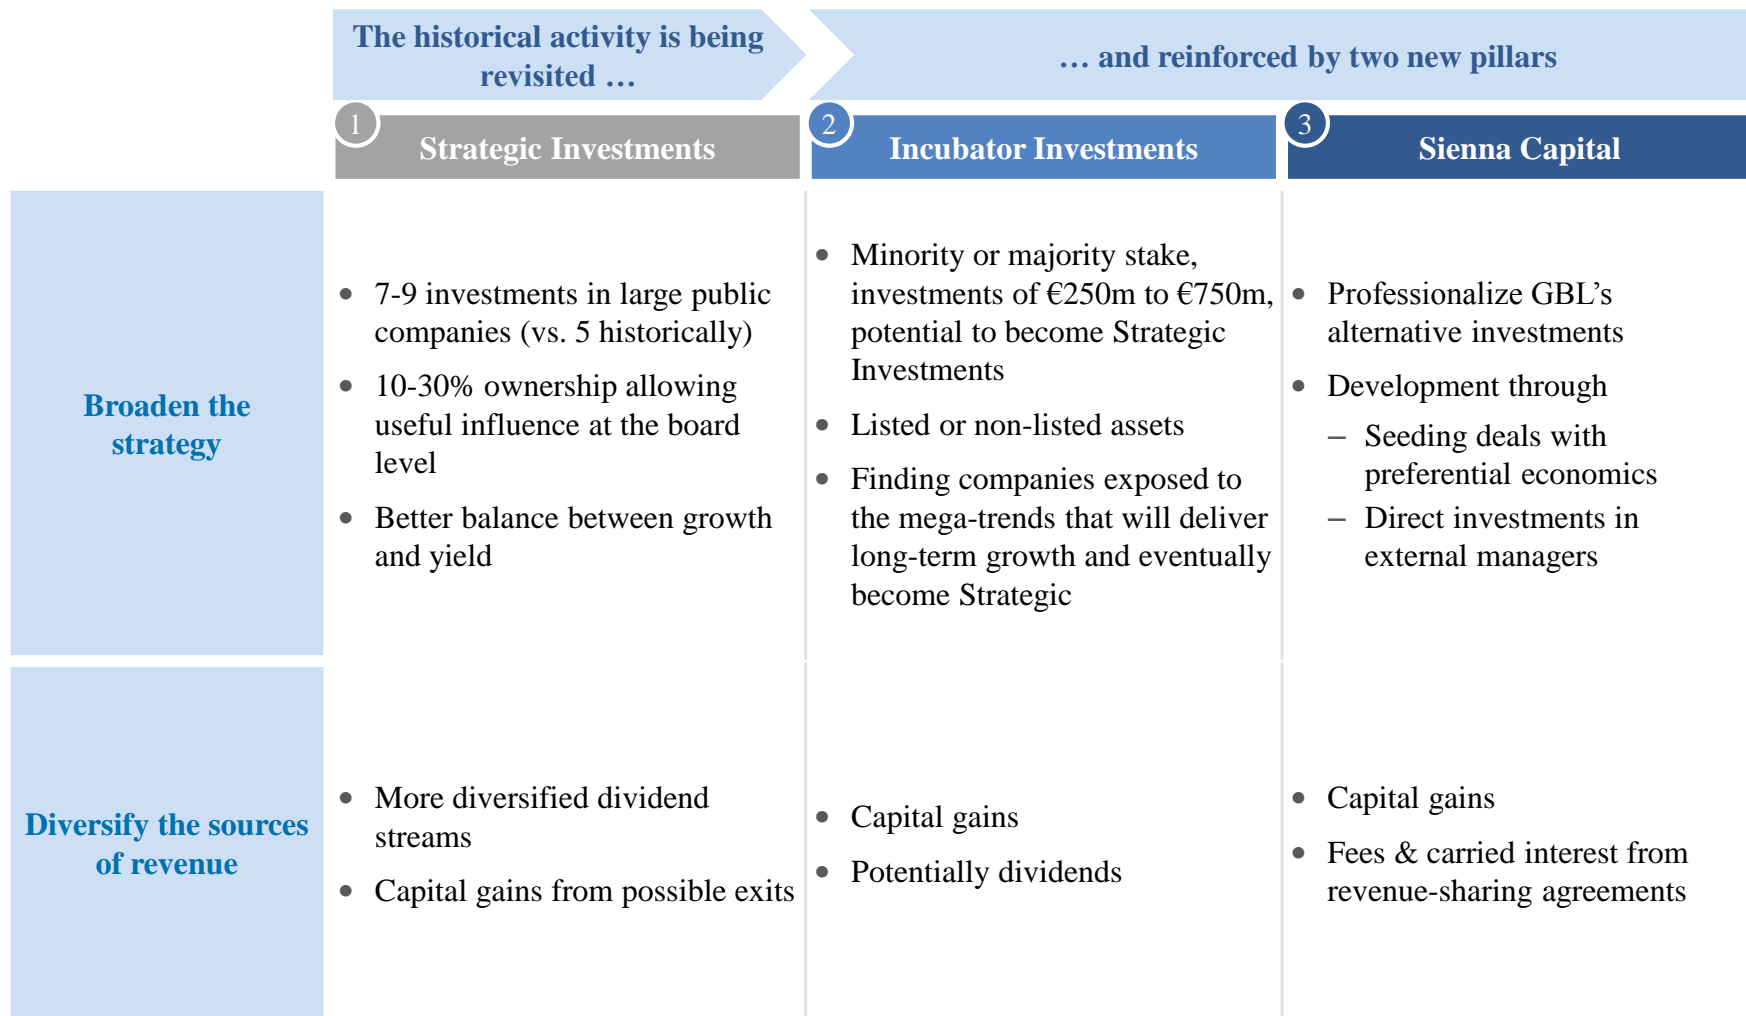 The historical activity is being
revisited …
… and reinforced by two new pillars
1
Strategic Investments
2
Incubator Investments
3
Sienna Capital
Broaden the
strategy
• 7-9 investments in large public
companies (vs. 5 historically)
• 10-30% ownership allowing
useful influence at the board
level
• Better balance between growth
and yield
• Minority or majority stake,
investments of €250m to €750m,
potential to become Strategic
Investments
• Listed or non-listed assets
• Finding companies exposed to
the mega-trends that will deliver
long-term growth and eventually
become Strategic
• Professionalize GBL’s
alternative investments
• Development through
– Seeding deals with
preferential economics
– Direct investments in
external managers
Diversify the sources
of revenue
• More diversified dividend
streams
• Capital gains from possible exits
• Capital gains
• Potentially dividends
• Capital gains
• Fees & carried interest from
revenue-sharing agreements